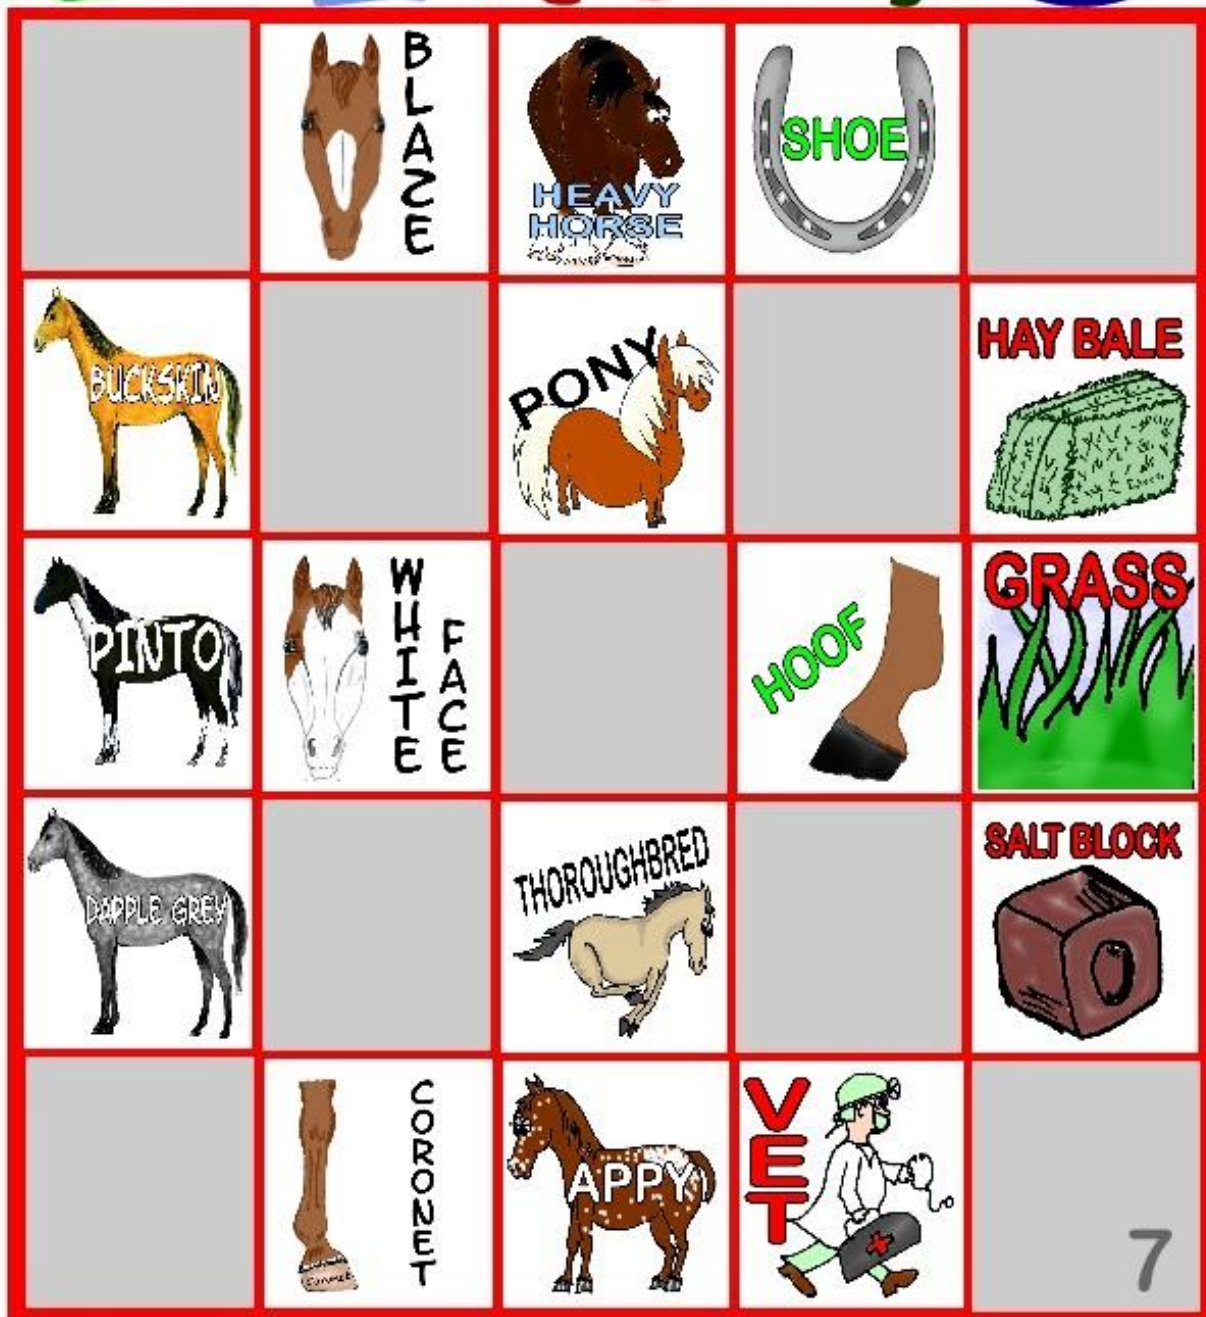 BLAZE
HEAVY
HORSE
SHOE
BUCKSKIN
PONY
HAY BALE
PINTO
WHITE
FACE
HOOF
GRASS
DAPPLE GREY
THOROUGHBRED
SALT BLOCK
CORONET
APPY
VET
7